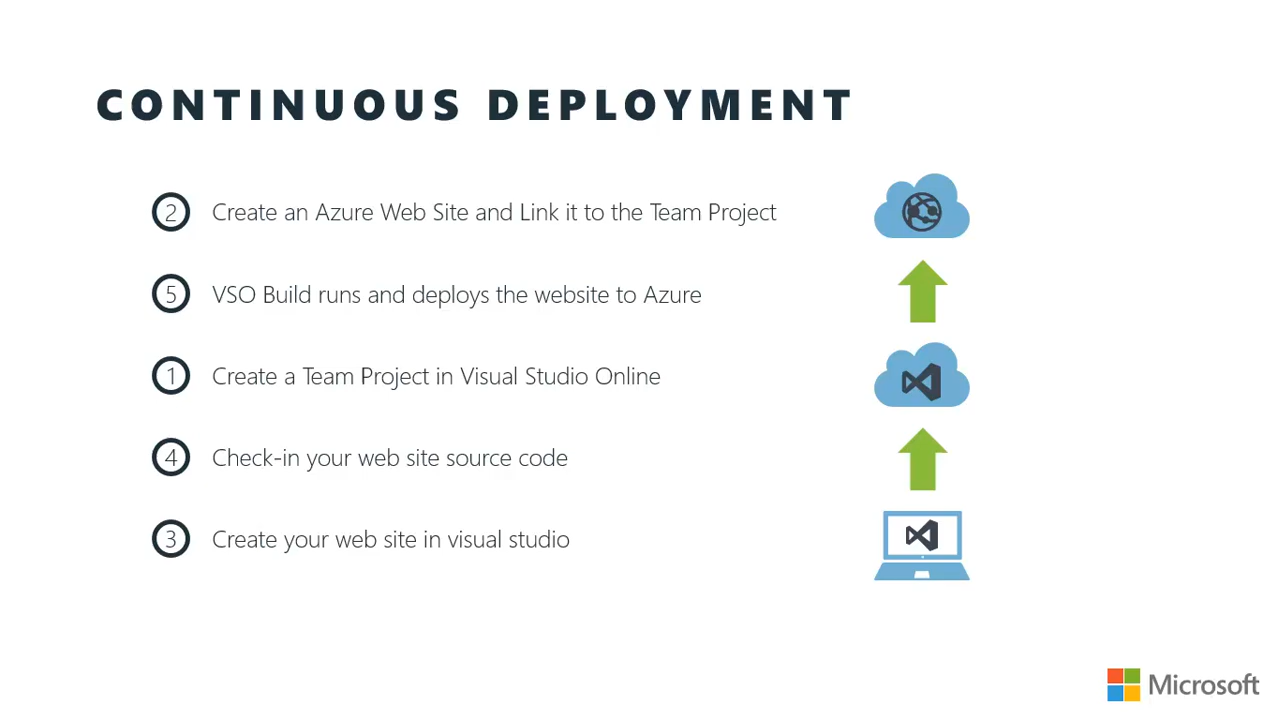 CONTINUOUS DEPLOYMENT
2 Create an Azure Web Site and Link it to the Team Project
5 VSO Build runs and deploys the website to Azure
1 Create a Team Project in Visual Studio Online
4 Check-in your web site source code
3 Create your web site in visual studio
Microsoft